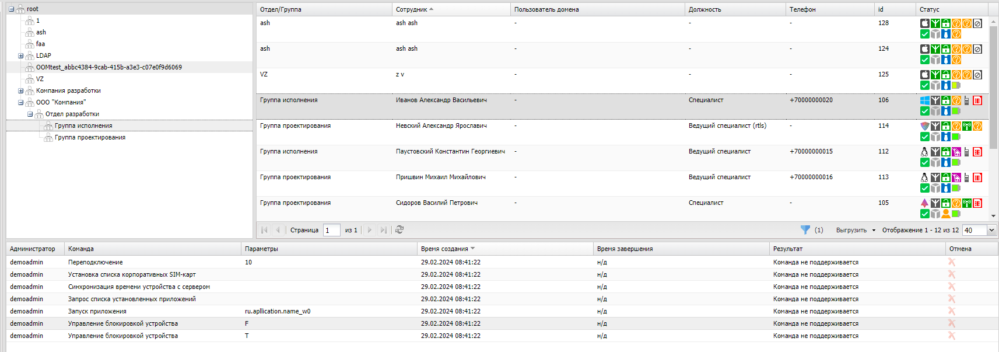 root
1
ash
faa
LDAP
OOMtest_abbc4384-9cab-415b-a3e3-c07e0f9d6069
VZ
Компания разработки
ООО "Компания"
Отдел разработки
Группа исполнения
Группа проектирования
Отдел/Группа Сотрудник Пользователь домена Должность Телефон id Статус
ash ash ash - - - 128
ash ash ash - - - 124
VZ z v - - - 125
Группа исполнения Иванов Александр Васильевич - Специалист +70000000020 106
Группа проектирования Невский Александр Ярославич - Ведущий специалист (rtls) - 114
Группа исполнения Паустовский Константин Георгиевич - Ведущий специалист +70000000015 112
Группа проектирования Пришвин Михаил Михайлович - Ведущий специалист +70000000016 113
Группа проектирования Сидоров Василий Петрович - Специалист - 105
Страница 1 из 1 (1) Выгрузить Отображение 1 - 12 из 12 40
Администратор Команда Параметры Время создания Время завершения Результат Отмена
demoadmin Переподключение 10 29.02.2024 08:41:22 н/д Команда не поддерживается
demoadmin Установка списка корпоративных SIM-карт 29.02.2024 08:41:22 н/д Команда не поддерживается
demoadmin Синхронизация времени устройства с сервером 29.02.2024 08:41:22 н/д Команда не поддерживается
demoadmin Запрос списка установленных приложений 29.02.2024 08:41:22 н/д Команда не поддерживается
demoadmin Запуск приложения ru.apllication.name_w0 29.02.2024 08:41:22 н/д Команда не поддерживается
demoadmin Управление блокировкой устройства F 29.02.2024 08:41:22 н/д Команда не поддерживается
demoadmin Управление блокировкой устройства T 29.02.2024 08:41:22 н/д Команда не поддерживается